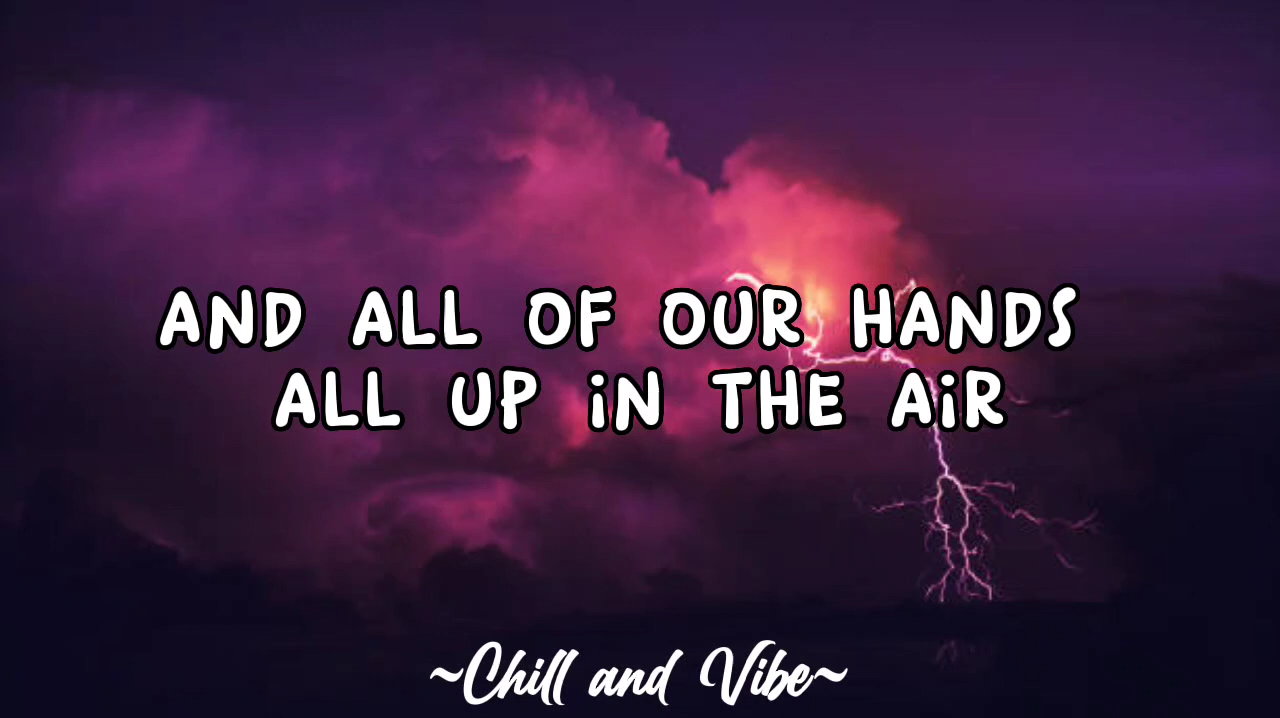 AND ALL OF OUR HANDS
ALL UP iN THE AiR
~Chill and Vibe~